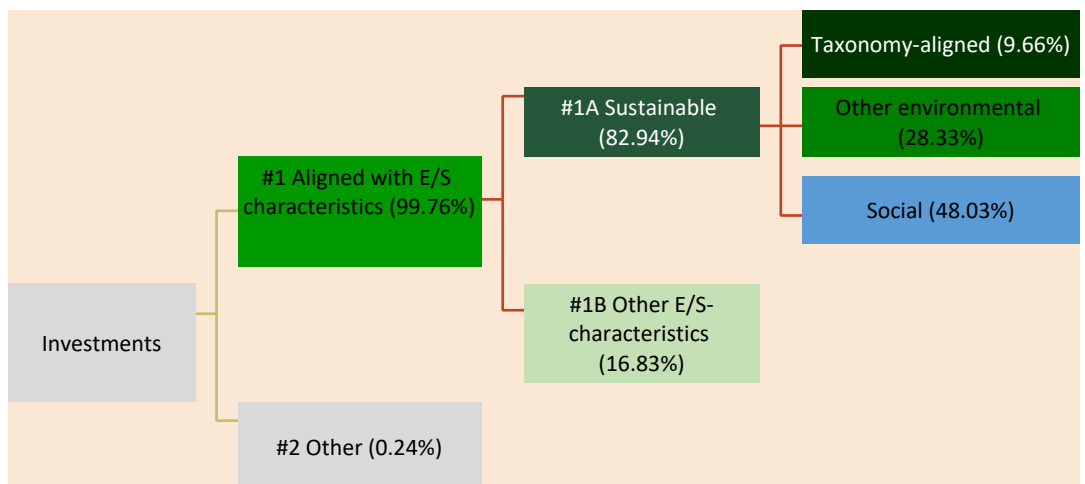 Taxonomy-aligned (9.66%)
#1A Sustainable
(82.94%)
Other environmental
(28.33%)
#1 Aligned with E/S
characteristics (99.76%)
Social (48.03%)
#1B Other E/S-
characteristics
(16.83%)
Investments
#2 Other (0.24%)